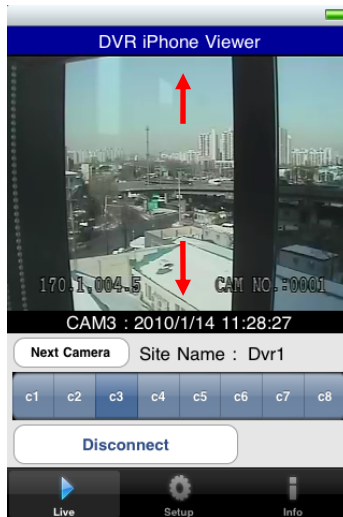 DVR iPhone Viewer
170.1.004.5 CAM NO.:0001
CAM3 : 2010/1/14 11:28:27
Next Camera Site Name : Dvr1
c1 c2 c3 c4 c5 c6 c7 c8
Disconnect
Live Setup Info